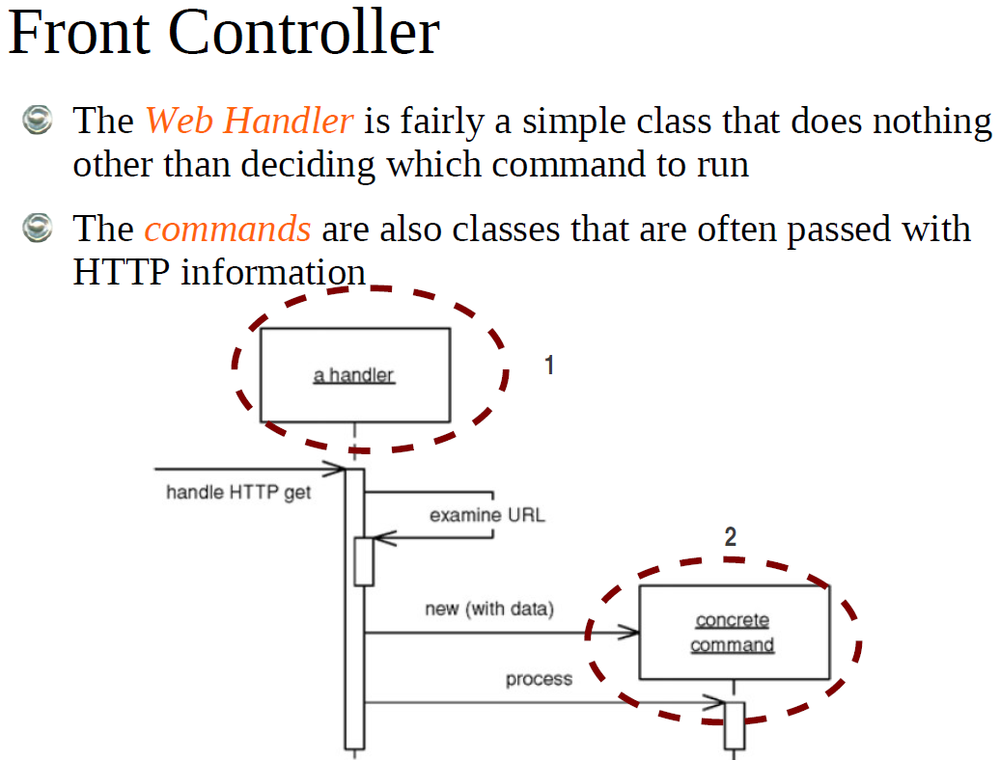 Front Controller
The Web Handler is fairly a simple class that does nothing
other than deciding which command to run
The commands are also classes that are often passed with
HTTP information
a handler
1
handle HTTP get
examine URL
2
new (with data)
concrete
command
process